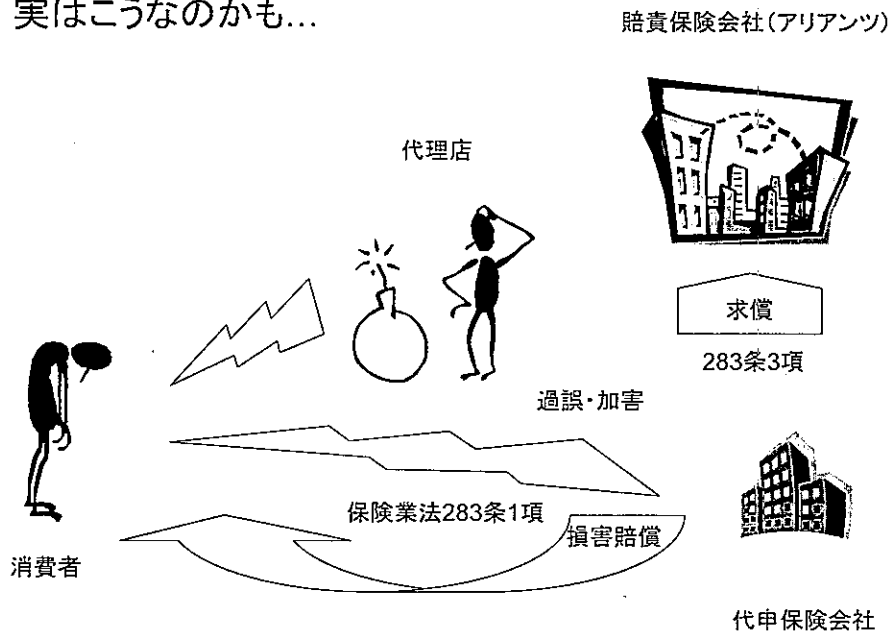 実はこうなのかも…
賠責保険会社(アリアンツ)
代理店
求償
283条3項
過誤・加害
保険業法283条1項
損害賠償
消費者
代申保険会社